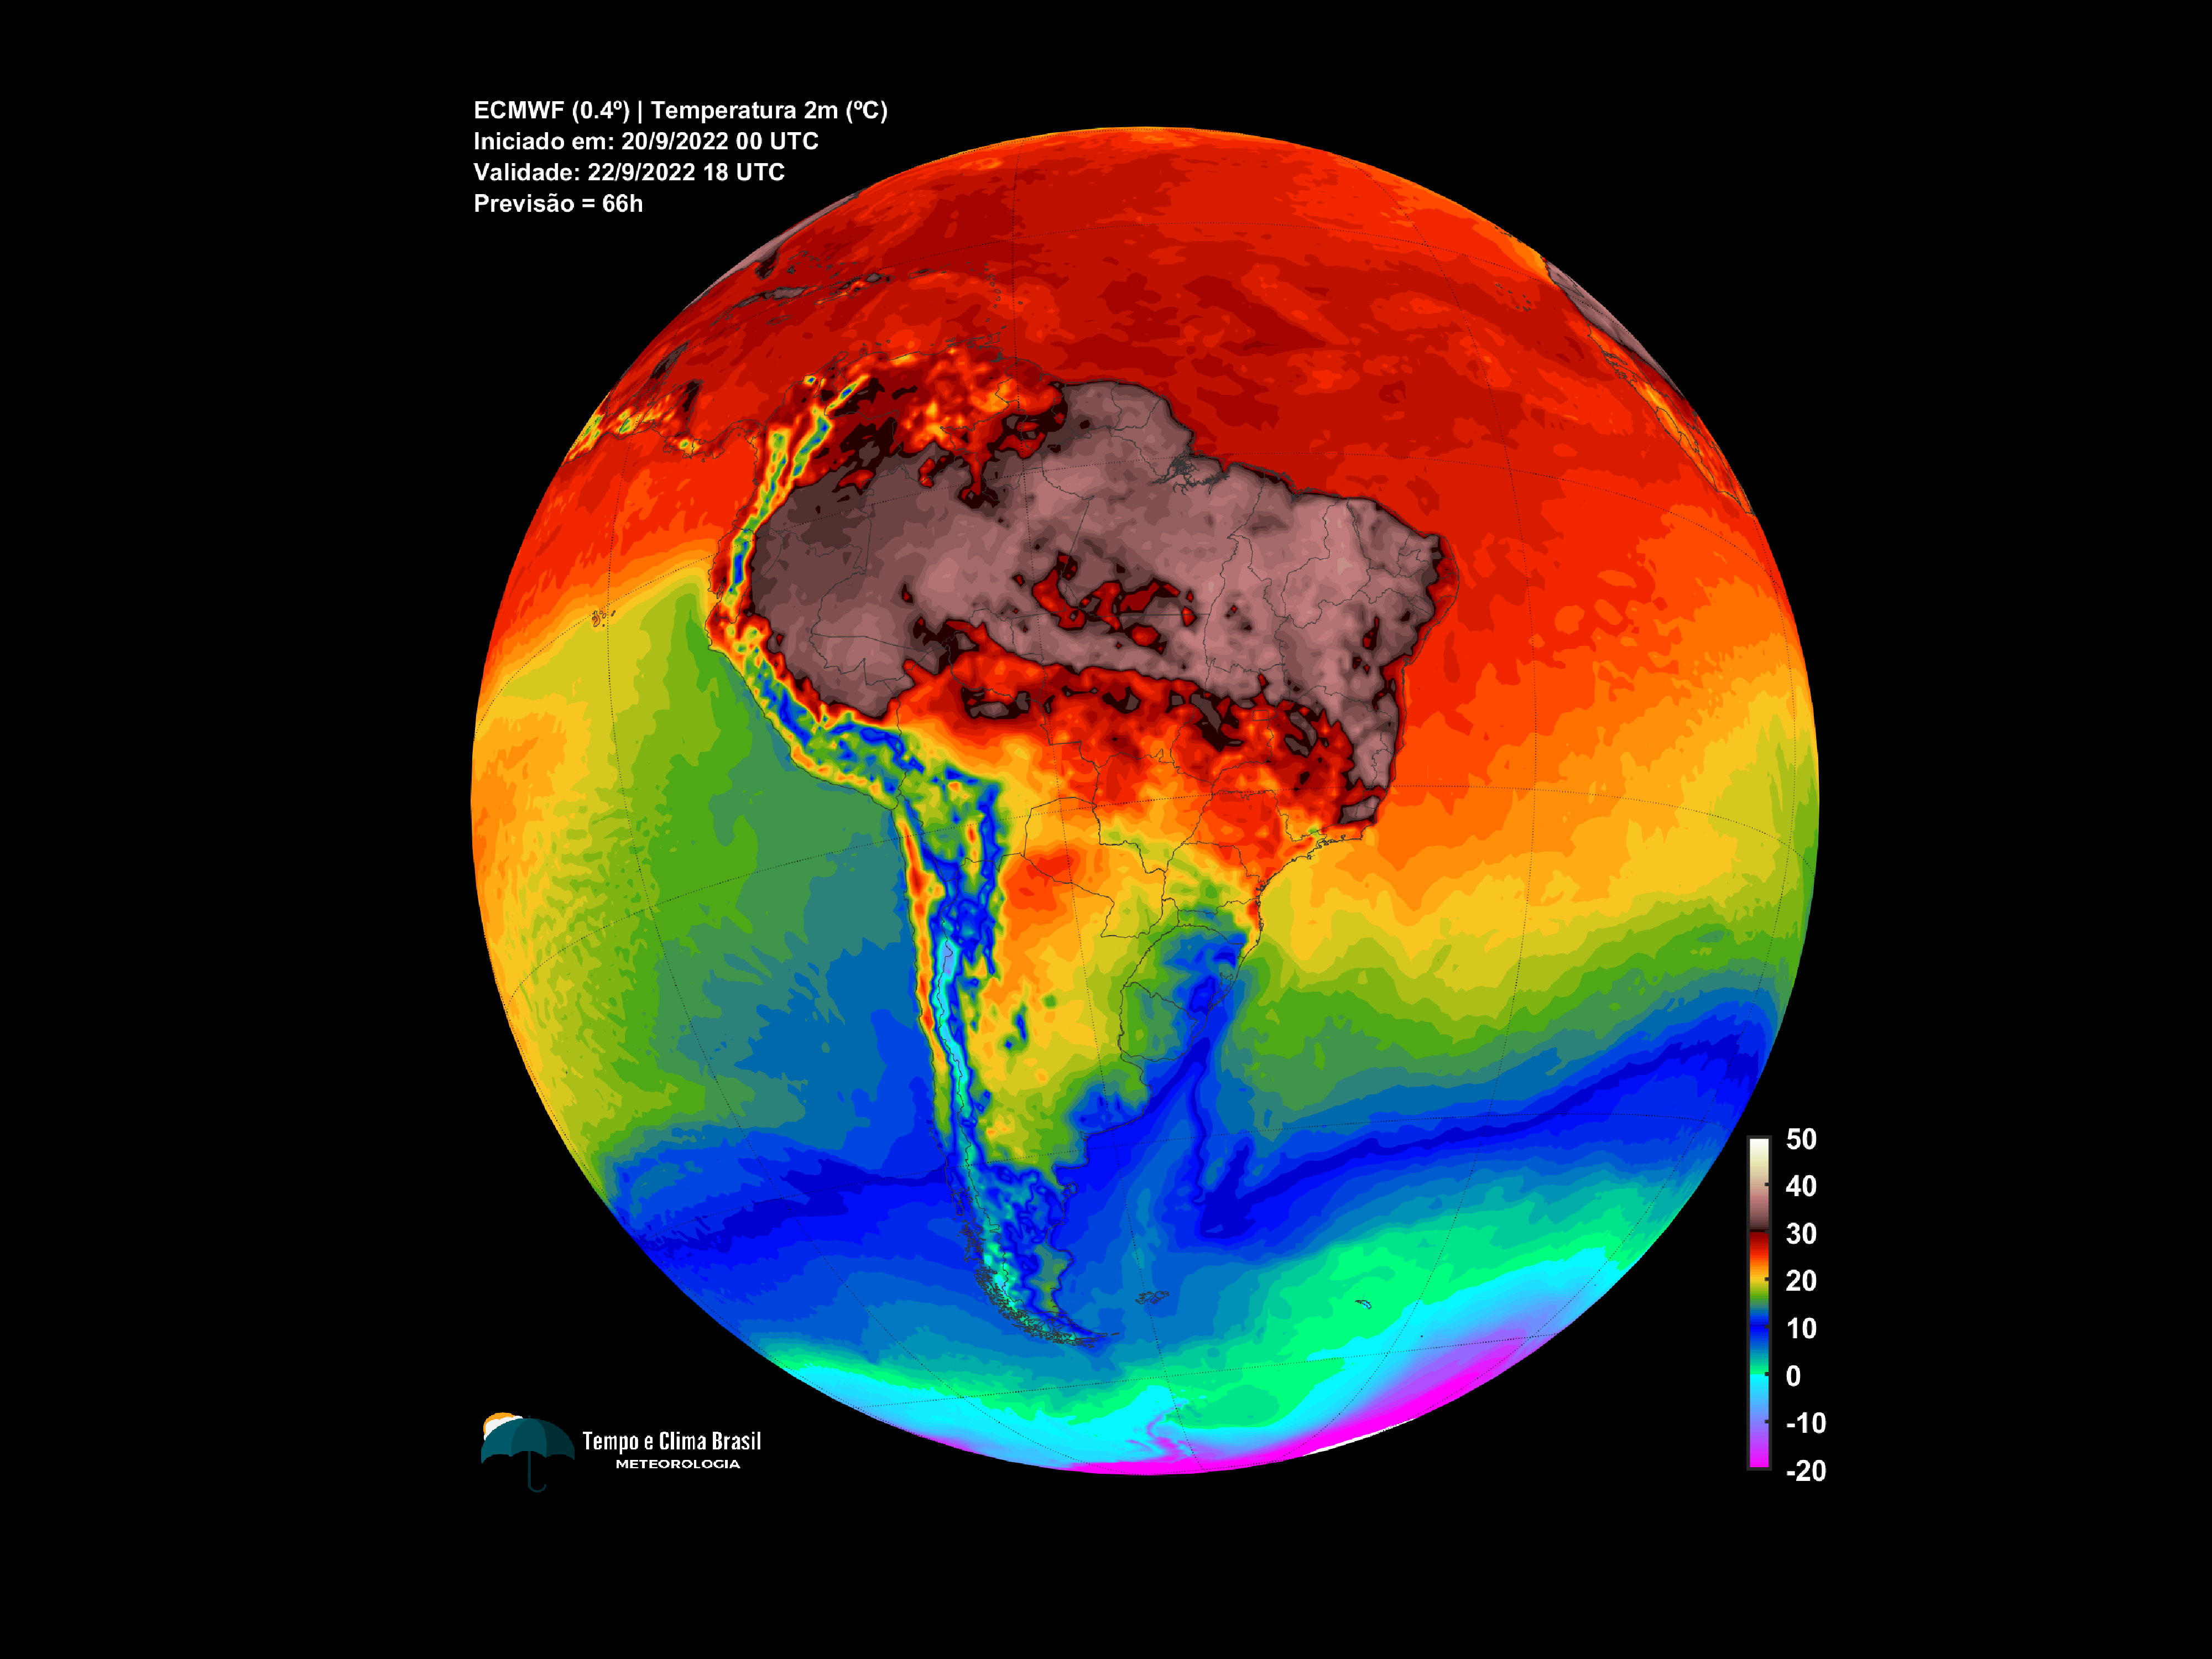 ECMWF (0.4º) | Temperatura 2m (ºC)
Iniciado em: 20/9/2022 00 UTC
Validade: 22/9/2022 18 UTC
Previsão = 66h
50
40
30
20
10
0
-10
-20
Tempo e Clima Brasil
METEOROLOGIA